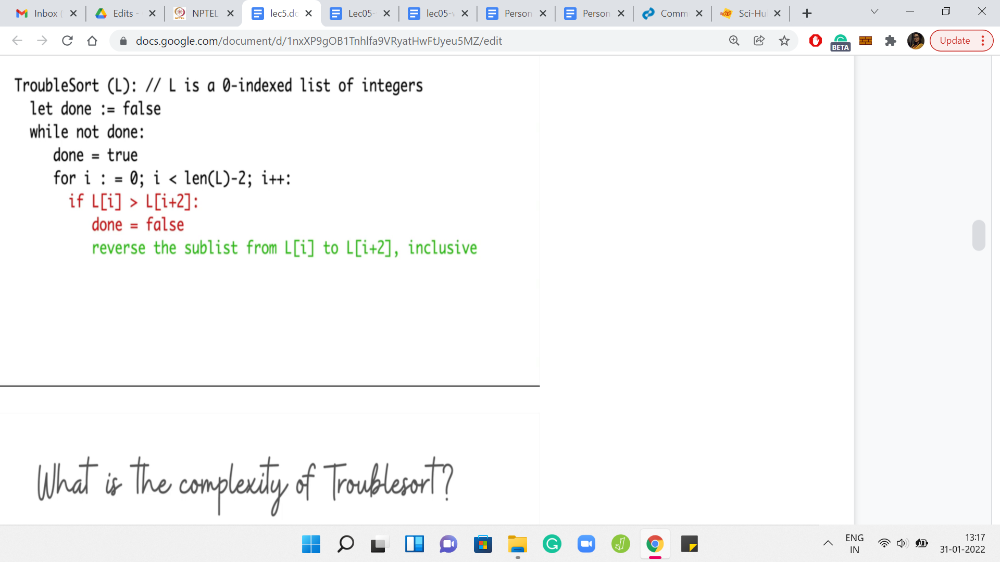 Inbox (
Edits -
NPTEL
lec5.dc
Lec05-
lec05-v
Person
Person
Comm
Sci-Hu
docs.google.com/document/d/1nxXP9gOB1Tnhlfa9VRyatHwFtJyeu5MZ/edit
BETA
Update
TroubleSort (L): // L is a 0-indexed list of integers
let done := false
while not done:
done = true
for i : = 0; i < len(L)-2; i++:
if L[i] > L[i+2]:
done = false
reverse the sublist from L[i] to L[i+2], inclusive
What is the complexity of Troublesort?
ENG
IN
13:17
31-01-2022